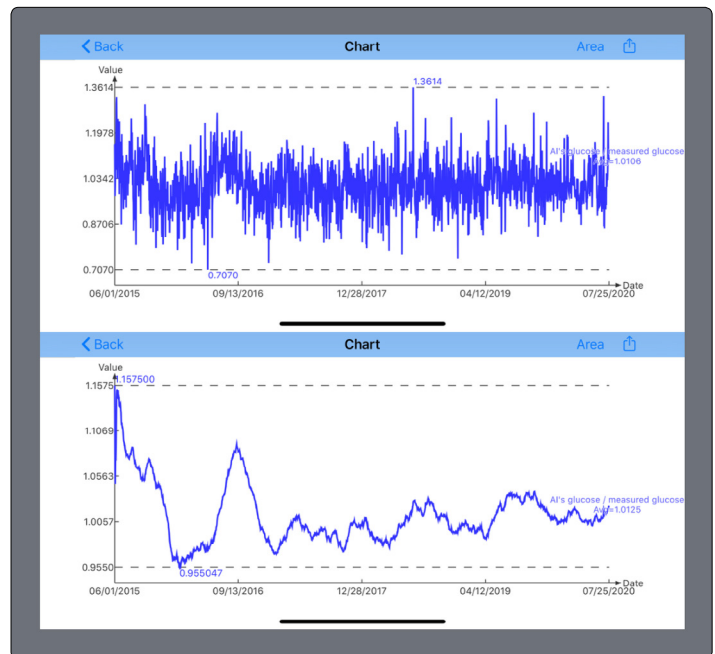 Back Chart Area
Value
1.3614 1.3614
1.1978
AI's glucose / measured glucose
Avg=1.0106
1.0342
0.8706
0.7070 0.7070
Date
06/01/2015 09/13/2016 12/28/2017 04/12/2019 07/25/2020
Back Chart Area
Value
1.157500
1.1575
1.1069
1.0563
AI's glucose / measured glucose
Avg=1.0125
1.0057
0.9550 0.955047
Date
06/01/2015 09/13/2016 12/28/2017 04/12/2019 07/25/2020